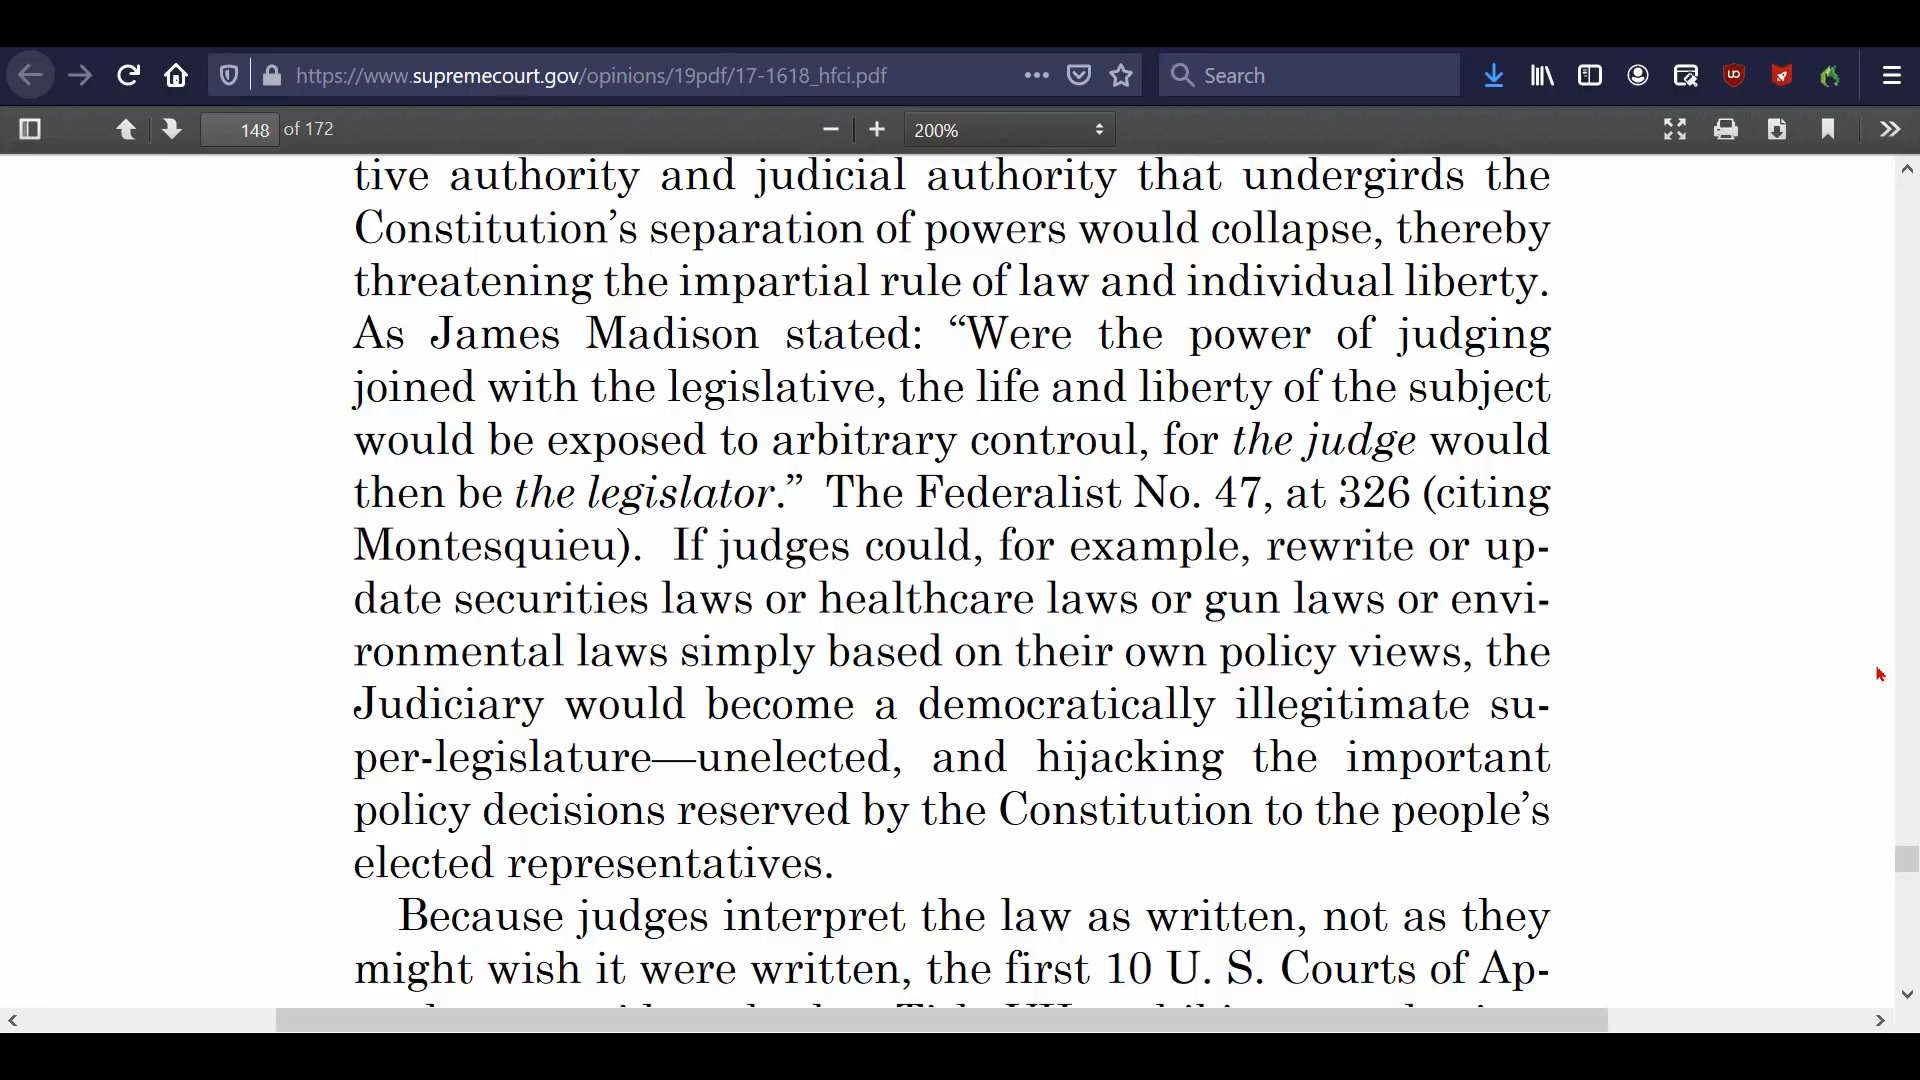 https://www.supremecourt.gov/opinions/19pdf/17-1618_hfci.pdf
Search
148 of 172
200%
tive authority and judicial authority that undergirds the
Constitution’s separation of powers would collapse, thereby
threatening the impartial rule of law and individual liberty.
As James Madison stated: “Were the power of judging
joined with the legislative, the life and liberty of the subject
would be exposed to arbitrary controul, for the judge would
then be the legislator.” The Federalist No. 47, at 326 (citing
Montesquieu). If judges could, for example, rewrite or up-
date securities laws or healthcare laws or gun laws or envi-
ronmental laws simply based on their own policy views, the
Judiciary would become a democratically illegitimate su-
per-legislature—unelected, and hijacking the important
policy decisions reserved by the Constitution to the people’s
elected representatives.
Because judges interpret the law as written, not as they
might wish it were written, the first 10 U. S. Courts of Ap-